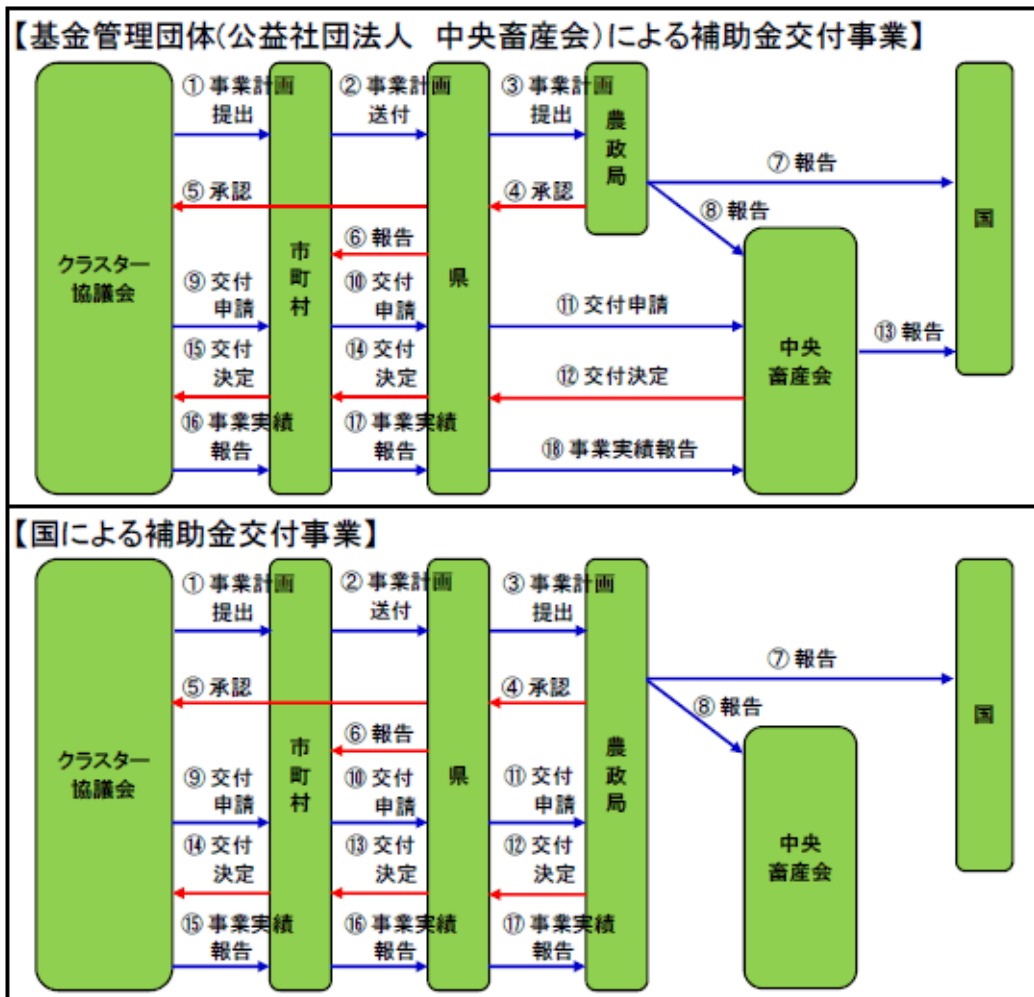 【基金管理団体(公益社団法人　中央畜産会)による補助金交付事業】
① 事業計画
提出
② 事業計画
送付
③ 事業計画
提出
農政局
⑦ 報告
⑤ 承認
④ 承認
⑧ 報告
国
⑥ 報告
クラスター
協議会
市町村
県
⑨ 交付
申請
⑩ 交付
申請
⑪ 交付申請
⑬ 報告
中央
畜産会
⑮ 交付
決定
⑭ 交付
決定
⑫ 交付決定
⑯ 事業実績
報告
⑰ 事業実績
報告
⑱ 事業実績報告
【国による補助金交付事業】
① 事業計画
提出
② 事業計画
送付
③ 事業計画
提出
⑦ 報告
⑤ 承認
④ 承認
⑧ 報告
国
⑥ 報告
クラスター
協議会
市町村
県
農政局
⑨ 交付
申請
⑩ 交付
申請
⑪ 交付
申請
⑭ 交付
決定
⑬ 交付
決定
⑫ 交付
決定
中央
畜産会
⑮ 事業実績
報告
⑯ 事業実績
報告
⑰ 事業実績
報告